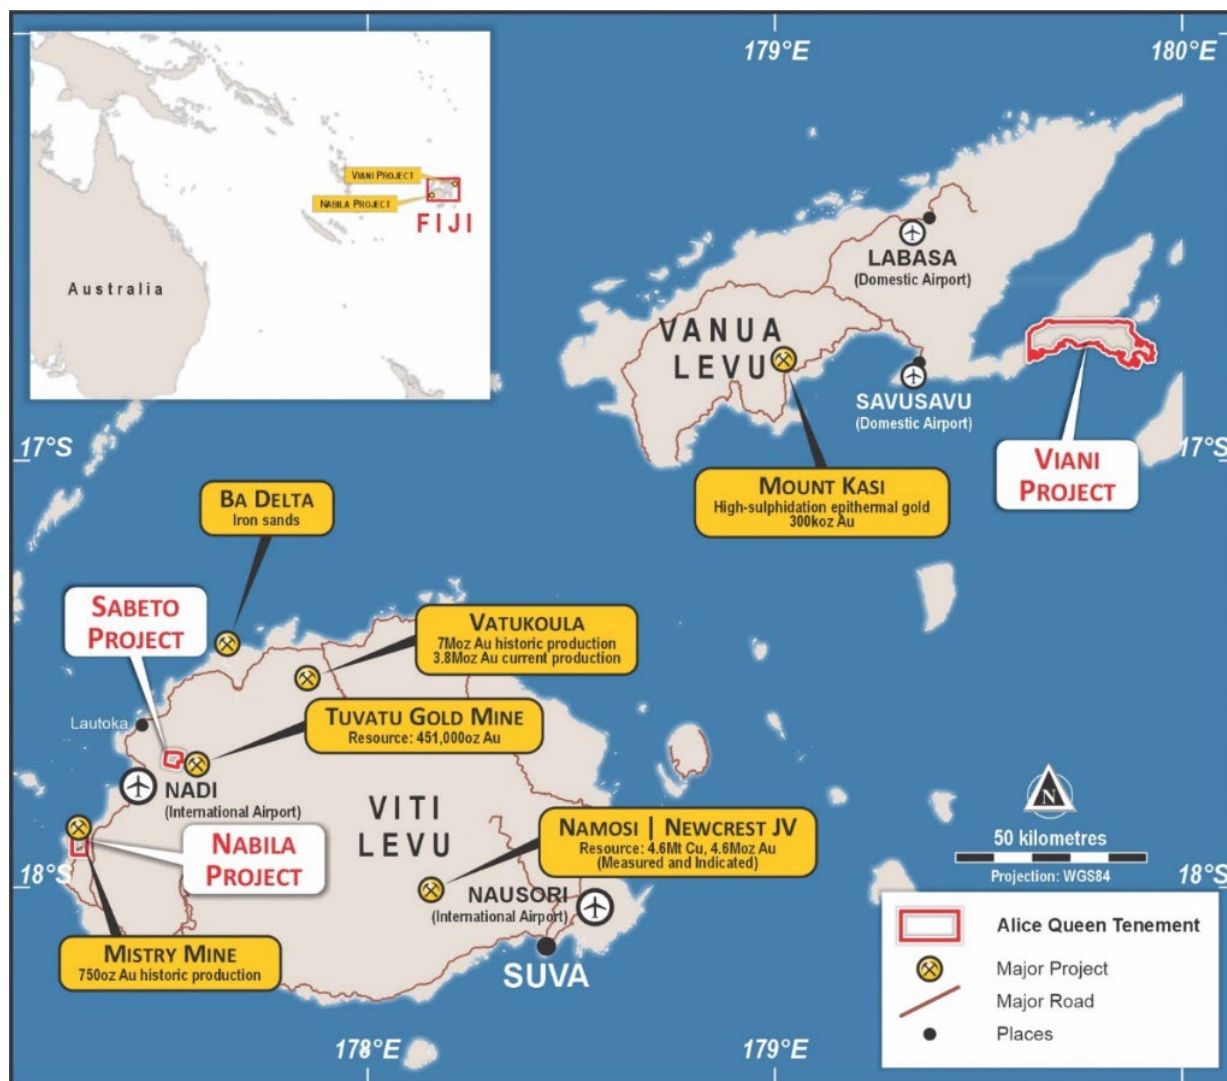 179°E
180°E
VIANI PROJECT
NABILA PROJECT
FIJI
Australia
LABASA
(Domestic Airport)
VANUA
LEVU
SAVUSAVU
(Domestic Airport)
17°S
17°S
VIANI
PROJECT
MOUNT KASI
High-sulphidation epithermal gold
300koz Au
BA DELTA
Iron sands
SABETO
PROJECT
VATUKOULA
7Moz Au historic production
3.8Moz Au current production
Lautoka
TUVATU GOLD MINE
Resource: 451,000oz Au
NADI
(International Airport)
VITI
LEVU
N
50 kilometres
Projection: WGS84
NAMOSI | NEWCREST JV
Resource: 4.6Mt Cu, 4.6Moz Au
(Measured and Indicated)
NABILA
PROJECT
18°S
NAUSORI
(International Airport)
MISTRY MINE
750oz Au historic production
SUVA
Alice Queen Tenement
Major Project
Major Road
Places
178°E
179°E